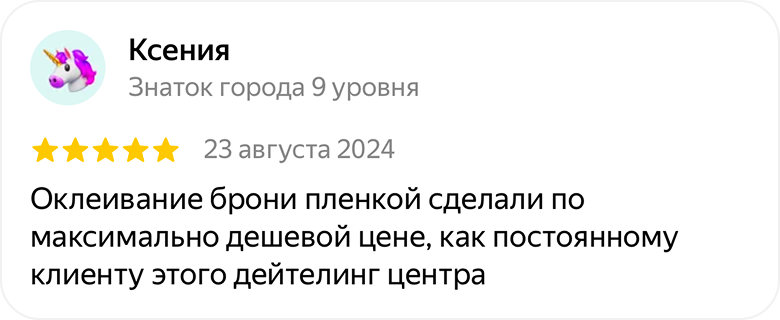 Ксения
Знаток города 9 уровня
23 августа 2024
Оклеивание брони пленкой сделали по
максимально дешевой цене, как постоянному
клиенту этого дейтелинг центра